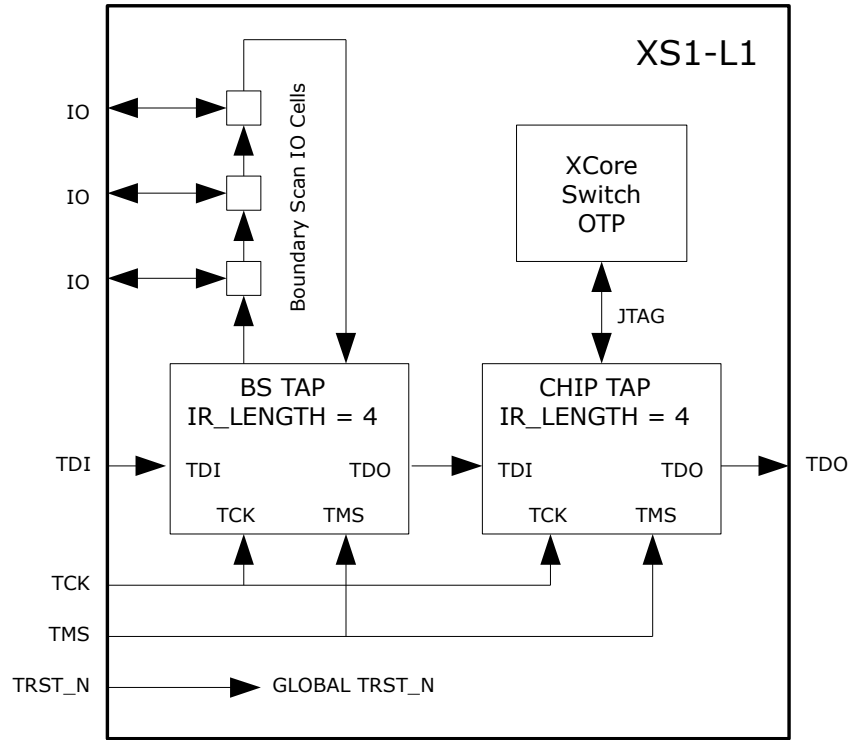 XS1-L1
IO
IO
IO
Boundary Scan IO Cells
XCore
Switch
OTP
JTAG
BS TAP
IR_LENGTH = 4
CHIP TAP
IR_LENGTH = 4
TDI
TDI
TDO
TDI
TDO
TDO
TCK
TMS
TCK
TMS
TCK
TMS
TRST_N
GLOBAL TRST_N